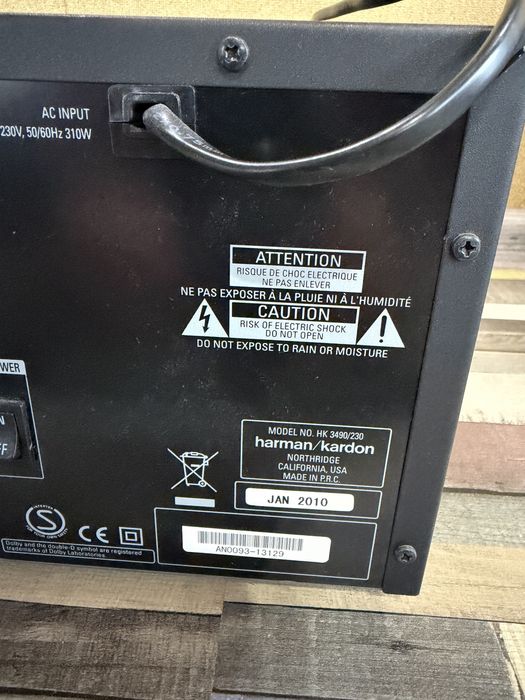 AC INPUT
230V, 50/60Hz 310W
ATTENTION
RISQUE DE CHOC ELECTRIQUE
NE PAS ENLEVER
NE PAS EXPOSER À LA PLUIE NI À L'HUMIDITÉ
CAUTION
RISK OF ELECTRIC SHOCK
DO NOT OPEN
DO NOT EXPOSE TO RAIN OR MOISTURE
WER
N
FF
MODEL NO. HK 3490/230
harman/kardon
NORTHRIDGE
CALIFORNIA, USA
MADE IN P.R.C.
JAN 2010
S
CE
AN0093-13129
Dolby and the double-D symbol are registered
trademarks of Dolby Laboratories.